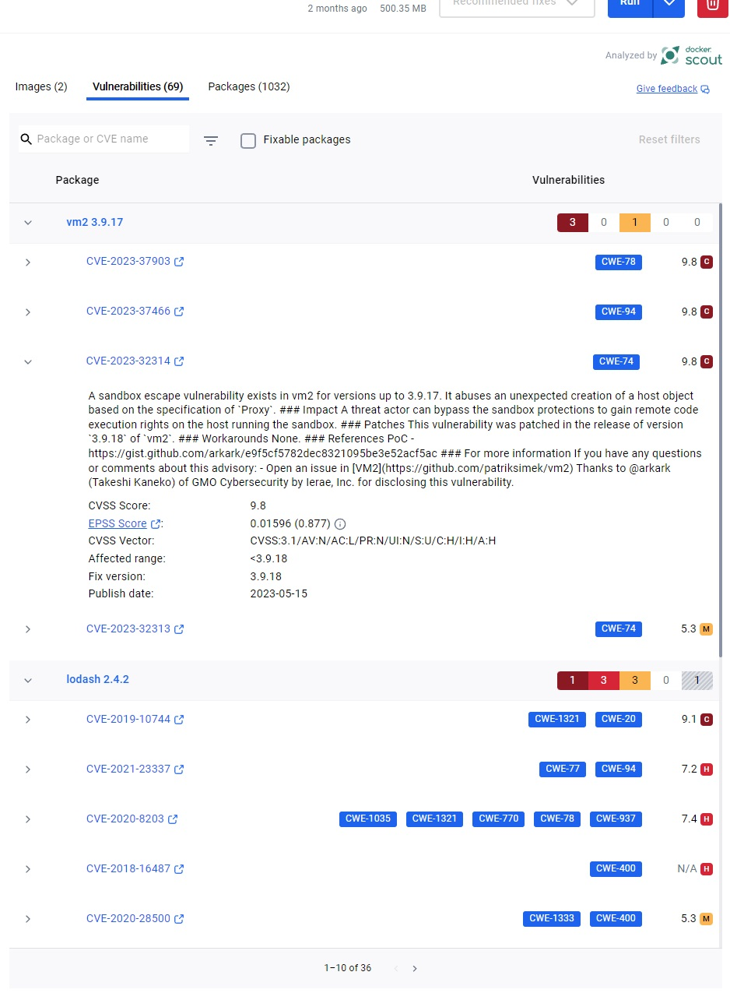 2 months ago 500.35 MB Recommended fixes Run
Analyzed by docker scout
Images (2) Vulnerabilities (69) Packages (1032)
Give feedback
Package or CVE name Fixable packages Reset filters
Package Vulnerabilities
vm2 3.9.17 3 0 1 0 0
CVE-2023-37903 CWE-78 9.8 C
CVE-2023-37466 CWE-94 9.8 C
CVE-2023-32314 CWE-74 9.8 C
A sandbox escape vulnerability exists in vm2 for versions up to 3.9.17. It abuses an unexpected creation of a host object
based on the specification of `Proxy`. ### Impact A threat actor can bypass the sandbox protections to gain remote code
execution rights on the host running the sandbox. ### Patches This vulnerability was patched in the release of version
`3.9.18` of `vm2`. ### Workarounds None. ### References PoC -
https://gist.github.com/arkark/e9f5cf5782dec8321095be3e52acf5ac ### For more information If you have any questions
or comments about this advisory: - Open an issue in [VM2](https://github.com/patriksimek/vm2) Thanks to @arkark
(Takeshi Kaneko) of GMO Cybersecurity by Ierae, Inc. for disclosing this vulnerability.
CVSS Score: 9.8
EPSS Score: 0.01596 (0.877)
CVSS Vector: CVSS:3.1/AV:N/AC:L/PR:N/UI:N/S:U/C:H/I:H/A:H
Affected range: <3.9.18
Fix version: 3.9.18
Publish date: 2023-05-15
CVE-2023-32313 CWE-74 5.3 M
lodash 2.4.2 1 3 3 0 1
CVE-2019-10744 CWE-1321 CWE-20 9.1 C
CVE-2021-23337 CWE-77 CWE-94 7.2 H
CVE-2020-8203 CWE-1035 CWE-1321 CWE-770 CWE-78 CWE-937 7.4 H
CVE-2018-16487 CWE-400 N/A H
CVE-2020-28500 CWE-1333 CWE-400 5.3 M
1–10 of 36